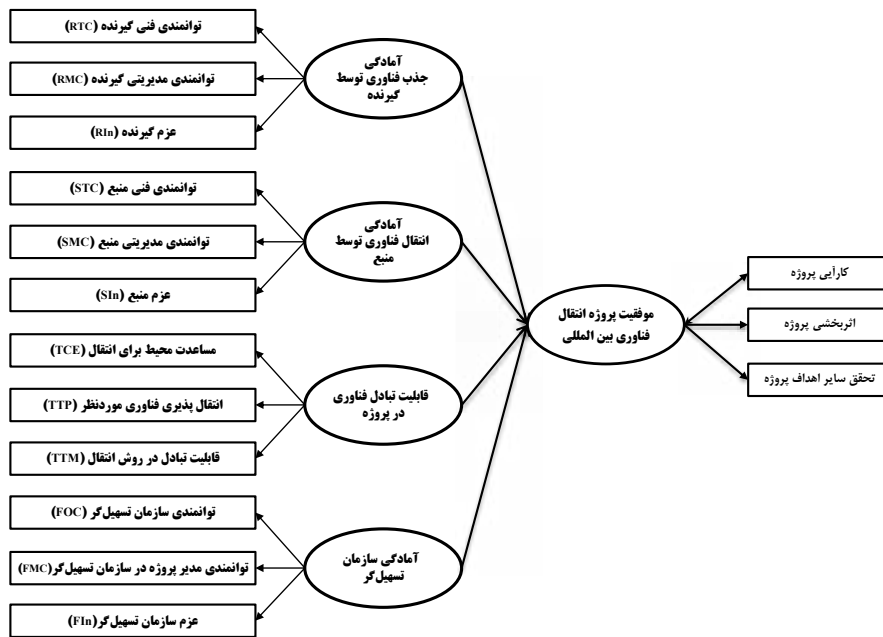 توانمندی فنی گیرنده (RTC)
توانمندی مدیریتی گیرنده (RMC)
عزم گیرنده (RIn)
آمادگی
جذب فناوری توسط
گیرنده
توانمندی فنی منبع (STC)
توانمندی مدیریتی منبع (SMC)
عزم منبع (SIn)
آمادگی
انتقال فناوری توسط
منبع
مساعدت محیط برای انتقال (TCE)
انتقال پذیری فناوری موردنظر (TTP)
قابلیت تبادل در روش انتقال (TTM)
قابلیت تبادل فناوری
در پروژه
توانمندی سازمان تسهیل‌گر (FOC)
توانمندی مدیر پروژه در سازمان تسهیل‌گر(FMC)
عزم سازمان تسهیل‌گر(FIn)
آمادگی سازمان
تسهیل‌گر
موفقیت پروژه انتقال
فناوری بین المللی
کارآیی پروژه
اثربخشی پروژه
تحقق سایر اهداف پروژه